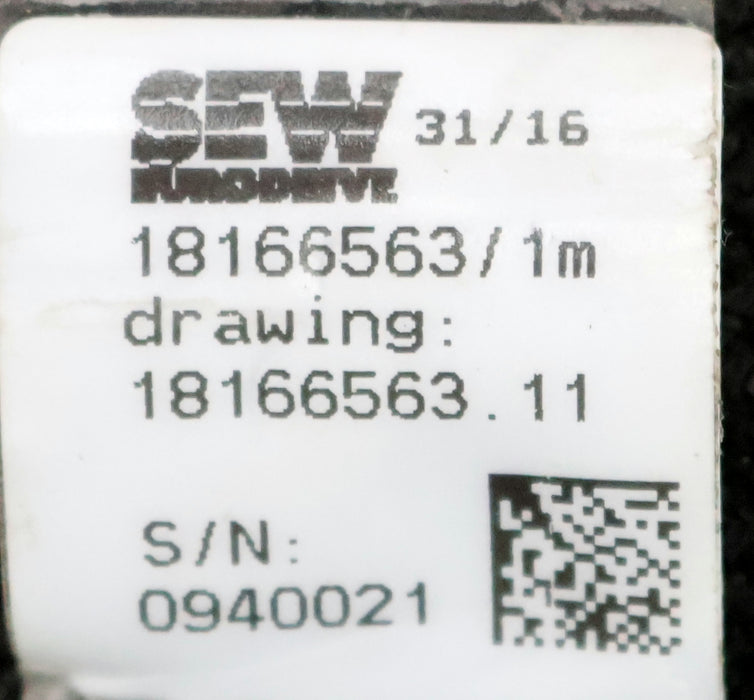 SEW 31/16
EURODRIVE
18166563/1m
drawing:
18166563.11
S/N:
0940021